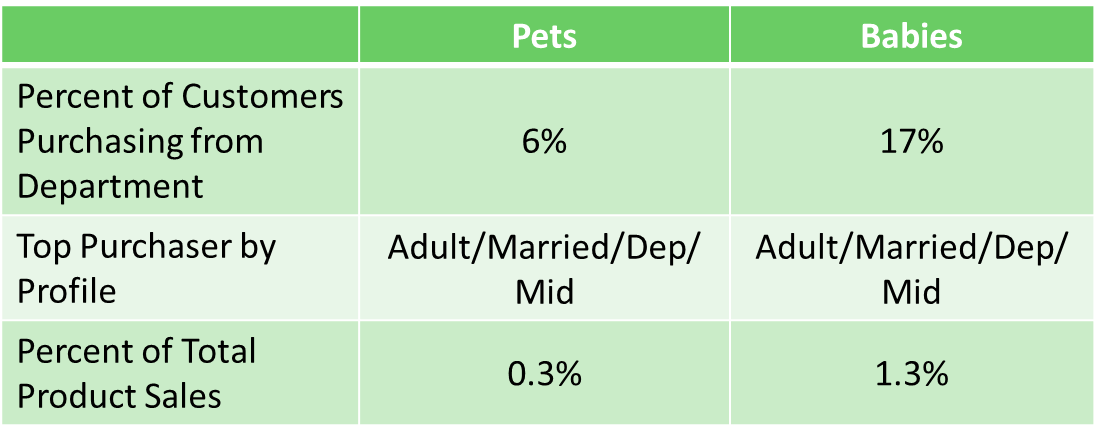 Pets
Babies
Percent of Customers
Purchasing from
Department
6%
17%
Top Purchaser by
Profile
Adult/Married/Dep/
Mid
Adult/Married/Dep/
Mid
Percent of Total
Product Sales
0.3%
1.3%